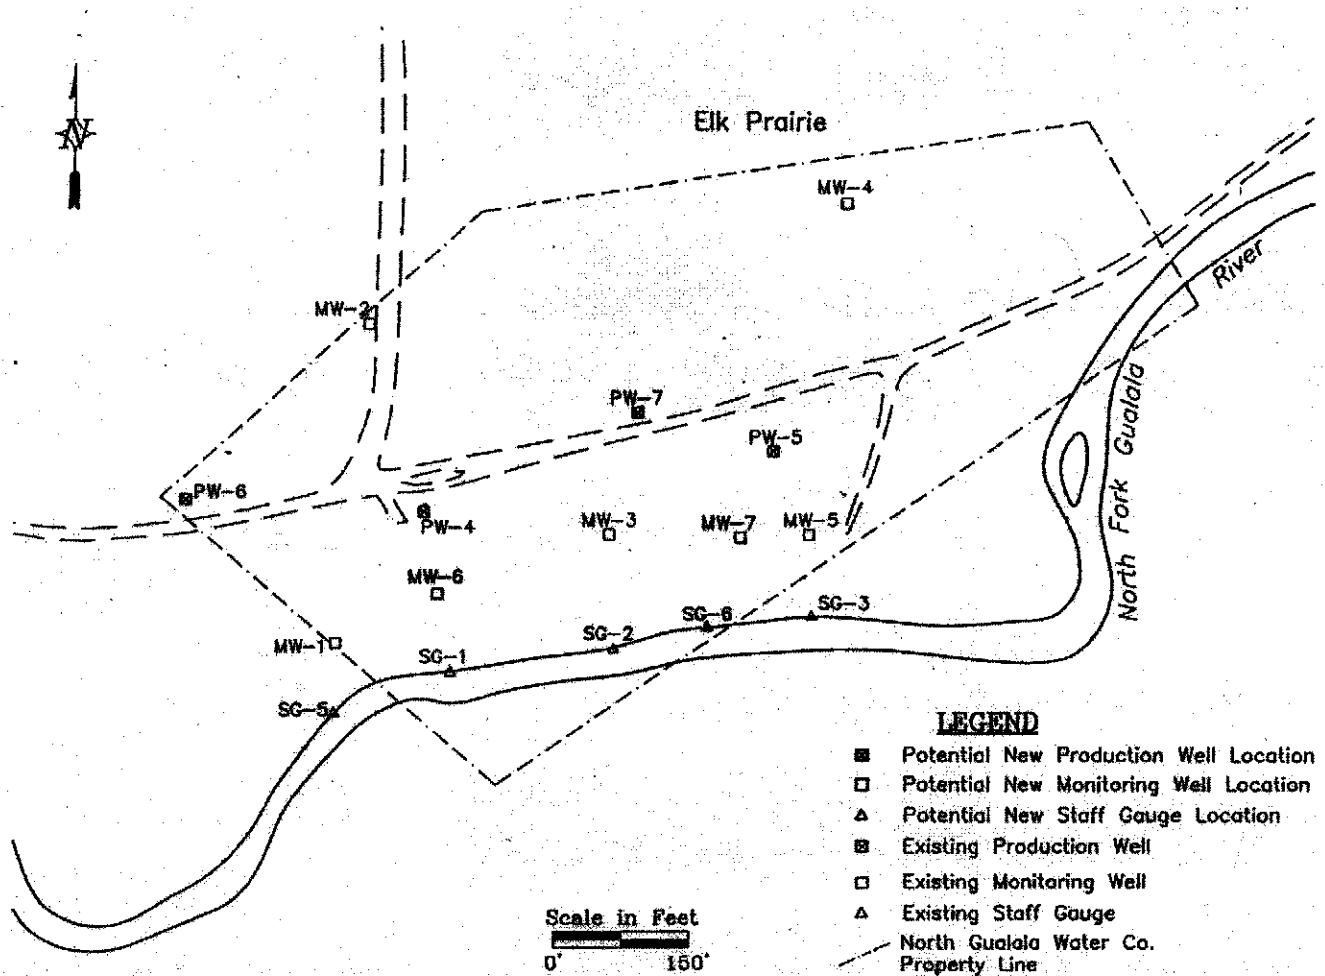 N
Elk Prairie
MW-4
River
MW-2
PW-7
PW-5
North Fork Gualala
PW-6
PW-4
MW-3
MW-7
MW-5
MW-6
SG-3
SG-6
SG-2
MW-1
SG-1
SG-5
LEGEND
Potential New Production Well Location
Potential New Monitoring Well Location
Potential New Staff Gauge Location
Existing Production Well
Existing Monitoring Well
Existing Staff Gauge
North Gualala Water Co.
Property Line
Scale in Feet
0' 150'